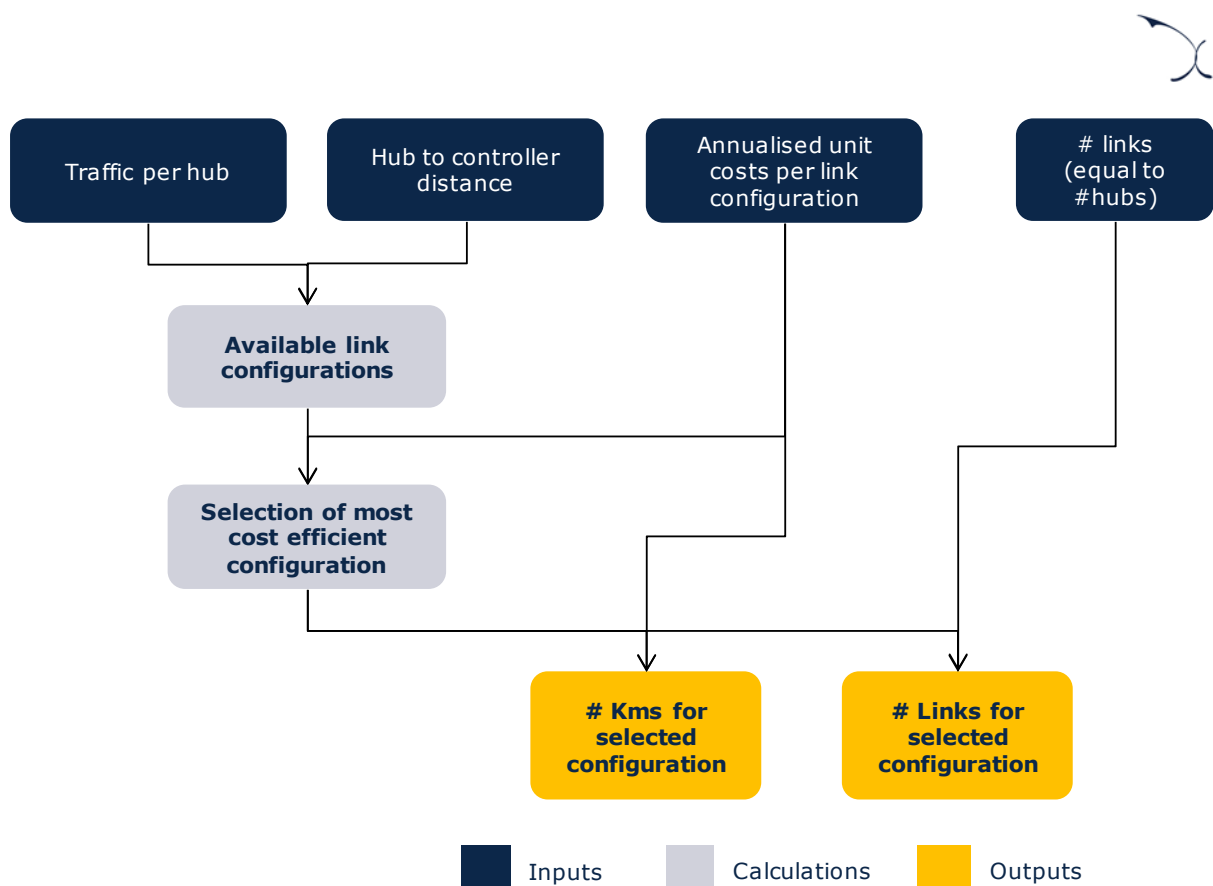 Traffic per hub
Hub to controller
distance
Annualised unit
costs per link
configuration
# links
(equal to
#hubs)
Available link
configurations
Selection of most
cost efficient
configuration
# Kms for
selected
configuration
# Links for
selected
configuration
Inputs
Calculations
Outputs